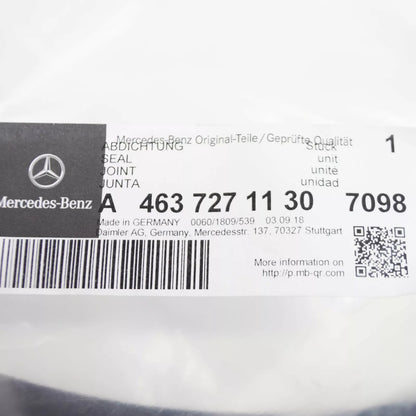 Mercedes-Benz Original-Teile/Geprüfte Qualität 1
ABDICHTUNG Stück
SEAL unit
JOINT unite
JUNTA unidad
Mercedes-Benz
A 463 727 11 30 7098
Made in GERMANY 0060/1809/539 03.09.18
Daimler AG, Germany, Mercedesstr. 137, 70327 Stuttgart
More information on
http://p.mb-qr.com/